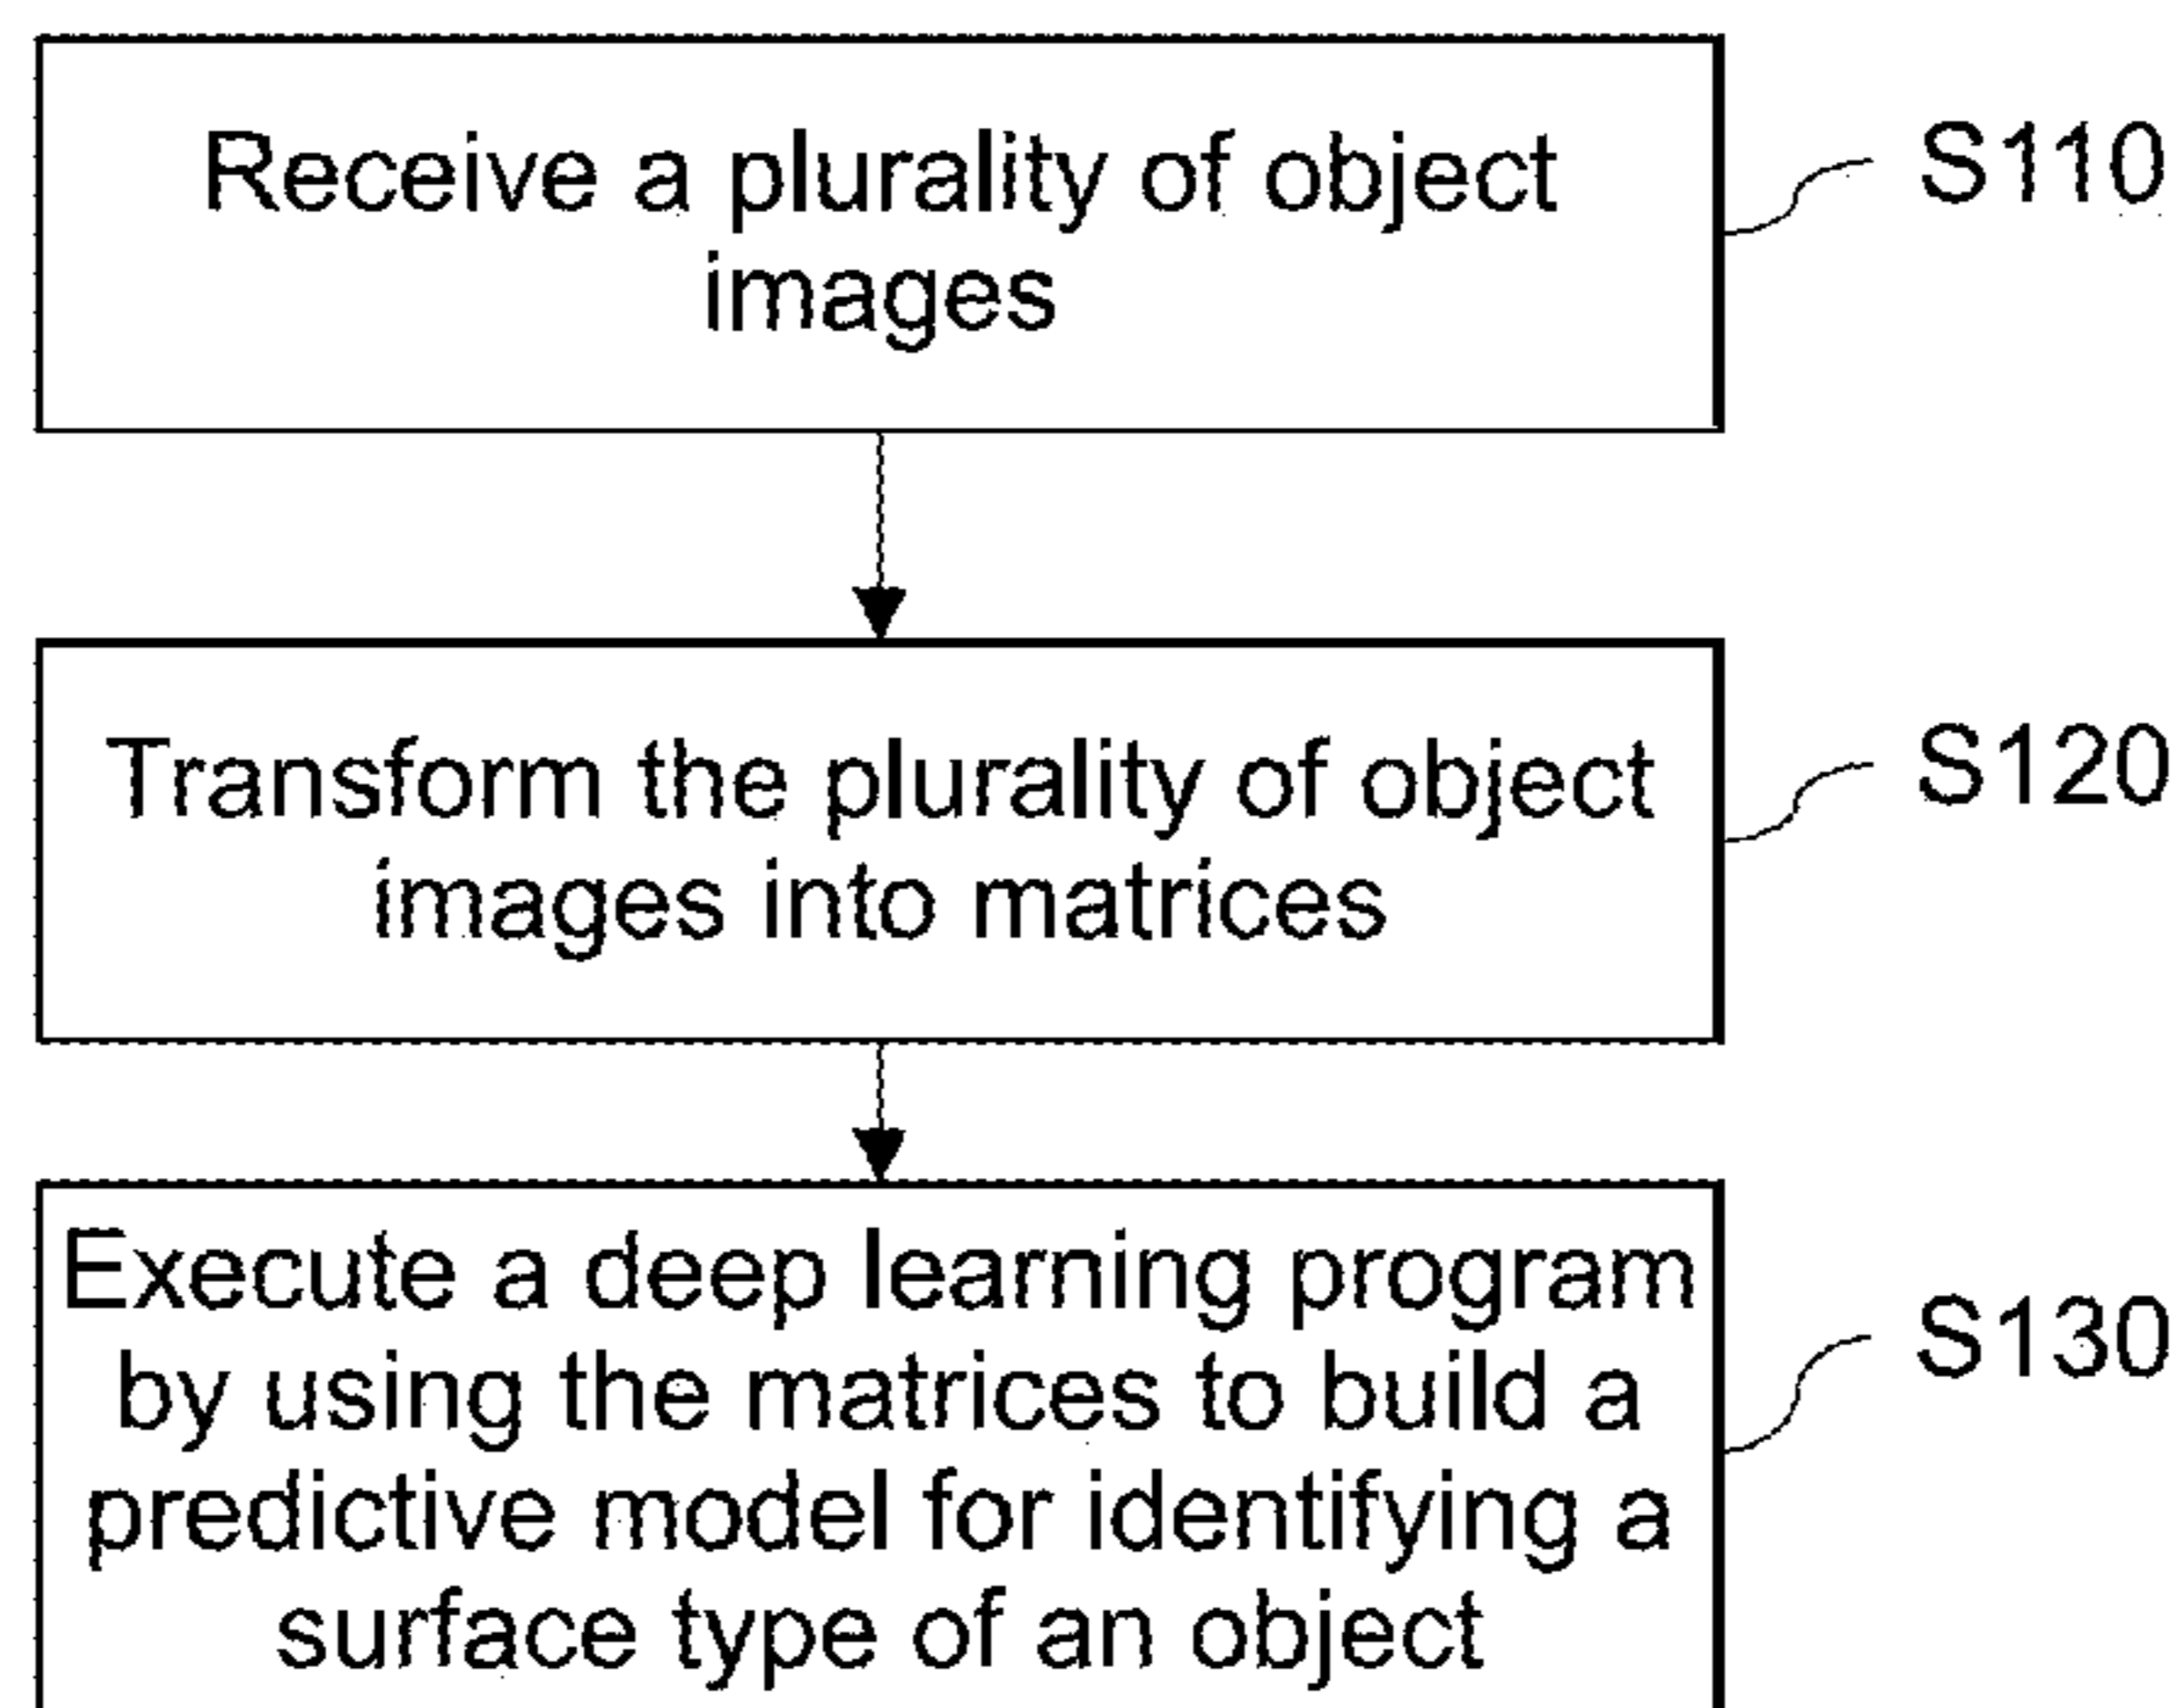 Receive a plurality of object
images
S110
Transform the plurality of object
images into matrices
S120
Execute a deep learning program
by using the matrices to build a
predictive model for identifying a
surface type of an object
S130